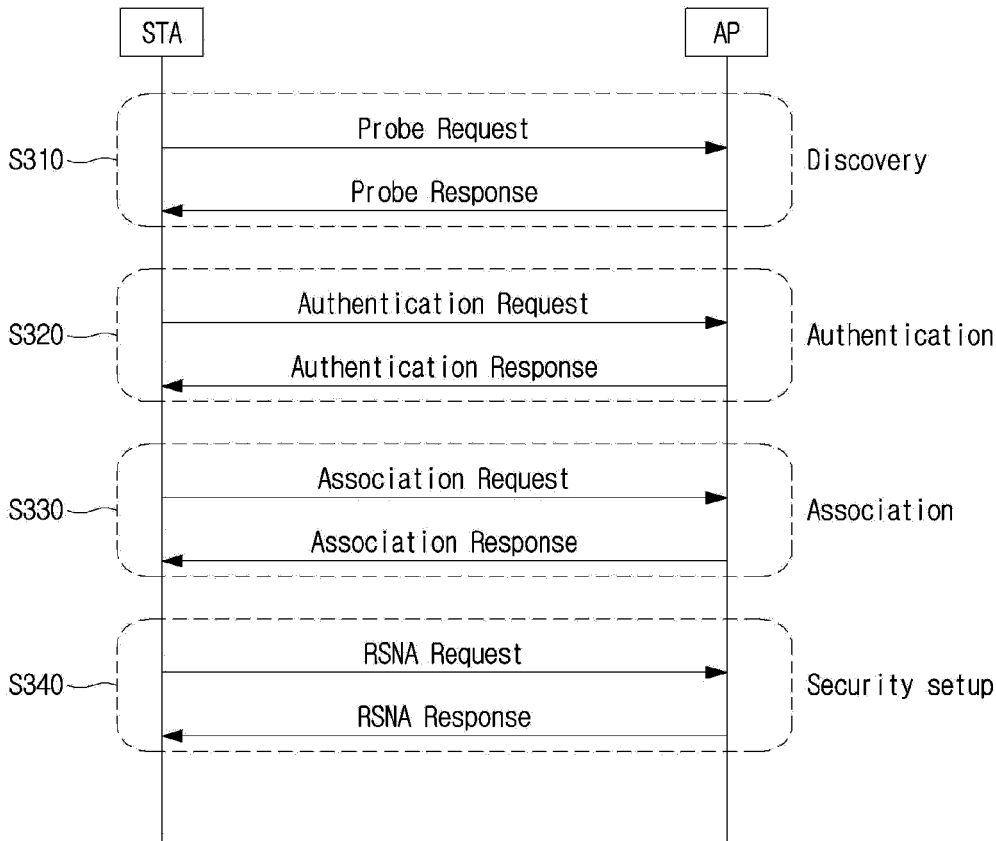 STA
AP
Probe Request
S310
Discovery
Probe Response
Authentication Request
S320
Authentication
Authentication Response
Association Request
S330
Association
Association Response
RSNA Request
S340
Security setup
RSNA Response